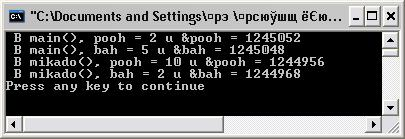 "C:\Documents and Settings\¤рэ \¤рсюўшщ ёЄю...
B main(), pooh = 2 u &pooh = 1245052
B main(), bah = 5 u &bah = 1245048
B mikado(), pooh = 10 u &pooh = 1244956
B mikado(), bah = 2 u &bah = 1244968
Press any key to continue